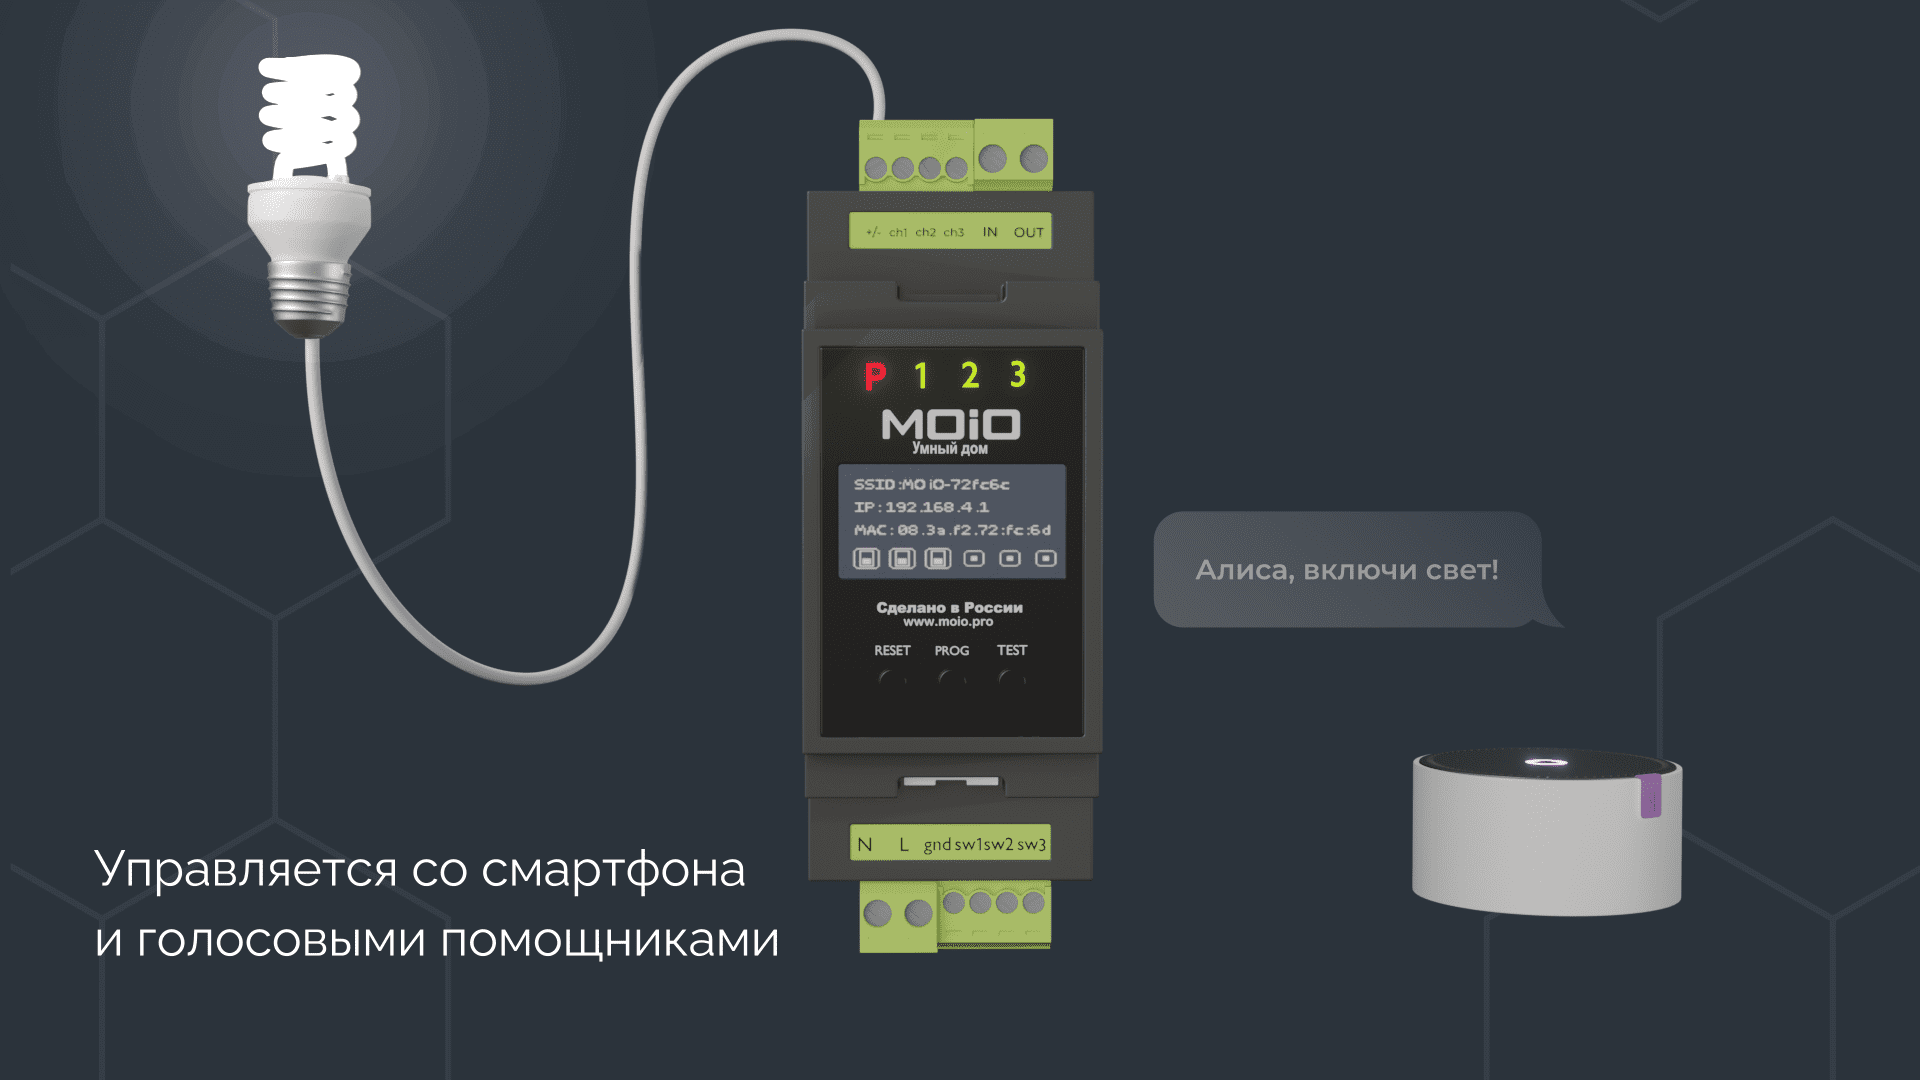 +/- ch1 ch2 ch3 IN OUT
P 1 2 3
MOiO
Умный дом
SSID:MOiO-72fc6c
IP:192.168.4.1
MAC:08.3a.f2.72:fc:6d
Сделано в России
www.moio.pro
RESET PROG TEST
N L gnd sw1 sw2 sw3
Алиса, включи свет!
Управляется со смартфона
и голосовыми помощниками